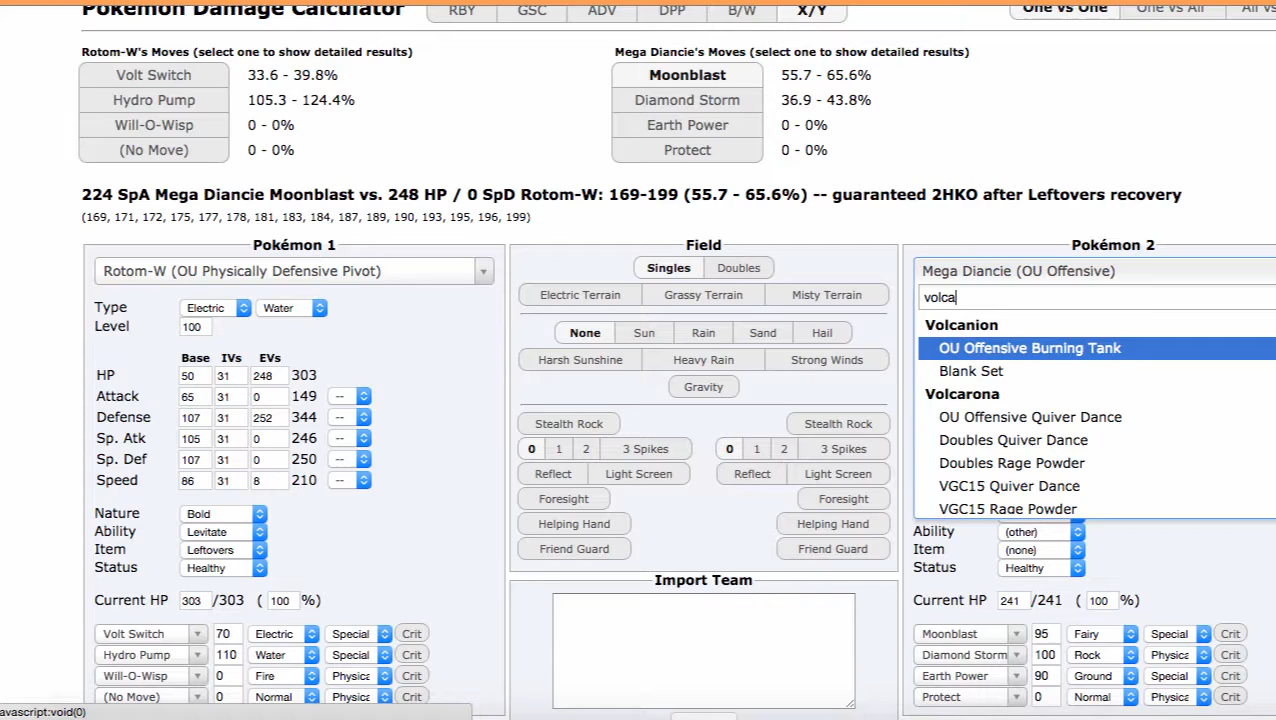 Pokémon Damage Calculator RBY GSC ADV DPP B/W X/Y One vs One One vs All All vs
Rotom-W's Moves (select one to show detailed results) Mega Diancie's Moves (select one to show detailed results)
Volt Switch 33.6 - 39.8% Moonblast 55.7 - 65.6%
Hydro Pump 105.3 - 124.4% Diamond Storm 36.9 - 43.8%
Will-O-Wisp 0 - 0% Earth Power 0 - 0%
(No Move) 0 - 0% Protect 0 - 0%
224 SpA Mega Diancie Moonblast vs. 248 HP / 0 SpD Rotom-W: 169-199 (55.7 - 65.6%) -- guaranteed 2HKO after Leftovers recovery
(169, 171, 172, 175, 177, 178, 181, 183, 184, 187, 189, 190, 193, 195, 196, 199)
Pokémon 1
Rotom-W (OU Physically Defensive Pivot)
Type Electric Water
Level 100
Base IVs EVs
HP 50 31 248 303
Attack 65 31 0 149 --
Defense 107 31 252 344 --
Sp. Atk 105 31 0 246 --
Sp. Def 107 31 0 250 --
Speed 86 31 8 210 --
Nature Bold
Ability Levitate
Item Leftovers
Status Healthy
Current HP 303 /303 ( 100 %)
Volt Switch 70 Electric Special Crit
Hydro Pump 110 Water Special Crit
Will-O-Wisp 0 Fire Physica Crit
(No Move) 0 Normal Physica Crit
avascript:void(0)
Field
Singles Doubles
Electric Terrain Grassy Terrain Misty Terrain
None Sun Rain Sand Hail
Harsh Sunshine Heavy Rain Strong Winds
Gravity
Stealth Rock Stealth Rock
0 1 2 3 Spikes 0 1 2 3 Spikes
Reflect Light Screen Reflect Light Screen
Foresight Foresight
Helping Hand Helping Hand
Friend Guard Friend Guard
Import Team
Pokémon 2
Mega Diancie (OU Offensive)
volca
Volcanion
OU Offensive Burning Tank
Blank Set
Volcarona
OU Offensive Quiver Dance
Doubles Quiver Dance
Doubles Rage Powder
VGC15 Quiver Dance
VGC15 Rage Powder
Ability (other)
Item (none)
Status Healthy
Current HP 241 /241 ( 100 %)
Moonblast 95 Fairy Special Crit
Diamond Storm 100 Rock Physica Crit
Earth Power 90 Ground Special Crit
Protect 0 Normal Physica Crit